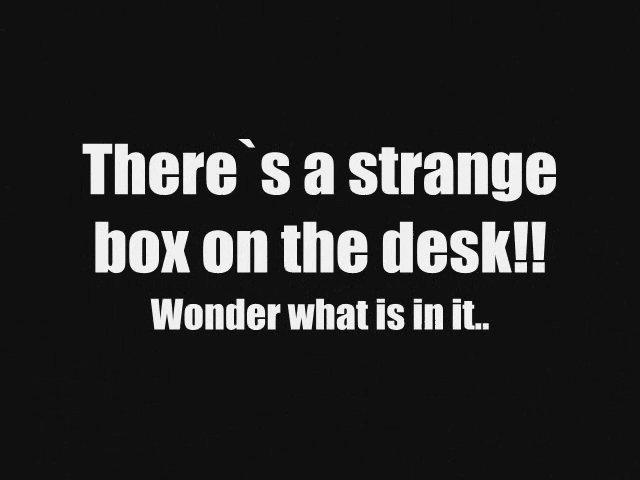 There`s a strange
box on the desk!!
Wonder what is in it..